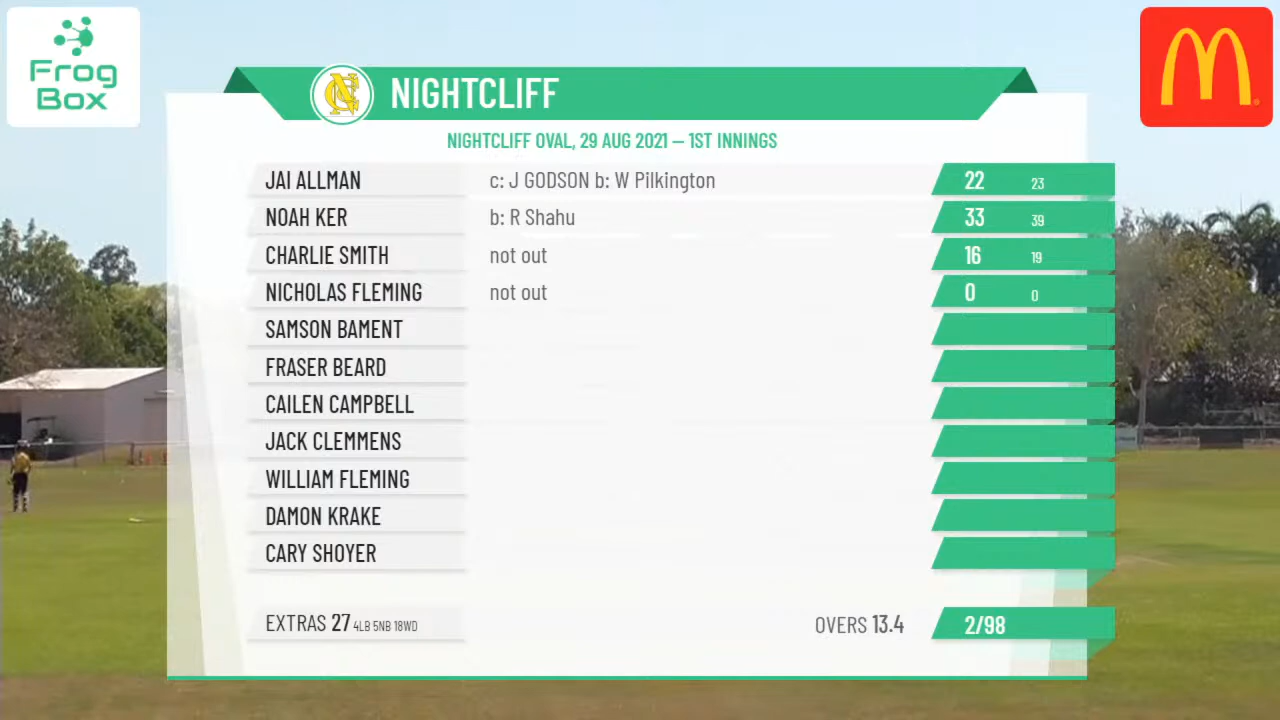 Frog
Box
NC
NIGHTCLIFF
NIGHTCLIFF OVAL, 29 AUG 2021 – 1ST INNINGS
JAI ALLMAN c: J GODSON b: W Pilkington 22 23
NOAH KER b: R Shahu 33 39
CHARLIE SMITH not out 16 19
NICHOLAS FLEMING not out 0 0
SAMSON BAMENT
FRASER BEARD
CAILEN CAMPBELL
JACK CLEMMENS
WILLIAM FLEMING
DAMON KRAKE
CARY SHOYER
EXTRAS 27 4LB 5NB 18WD OVERS 13.4 2/98